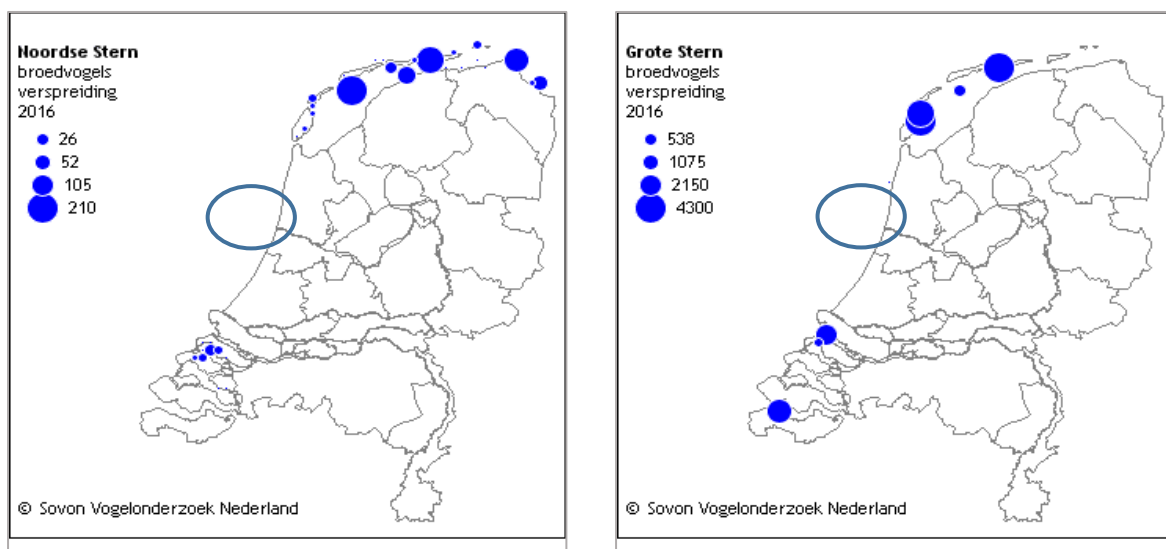 Noordse Stern
broedvogels
verspreiding
2016
26
52
105
210
© Sovon Vogelonderzoek Nederland
Grote Stern
broedvogels
verspreiding
2016
538
1075
2150
4300
© Sovon Vogelonderzoek Nederland